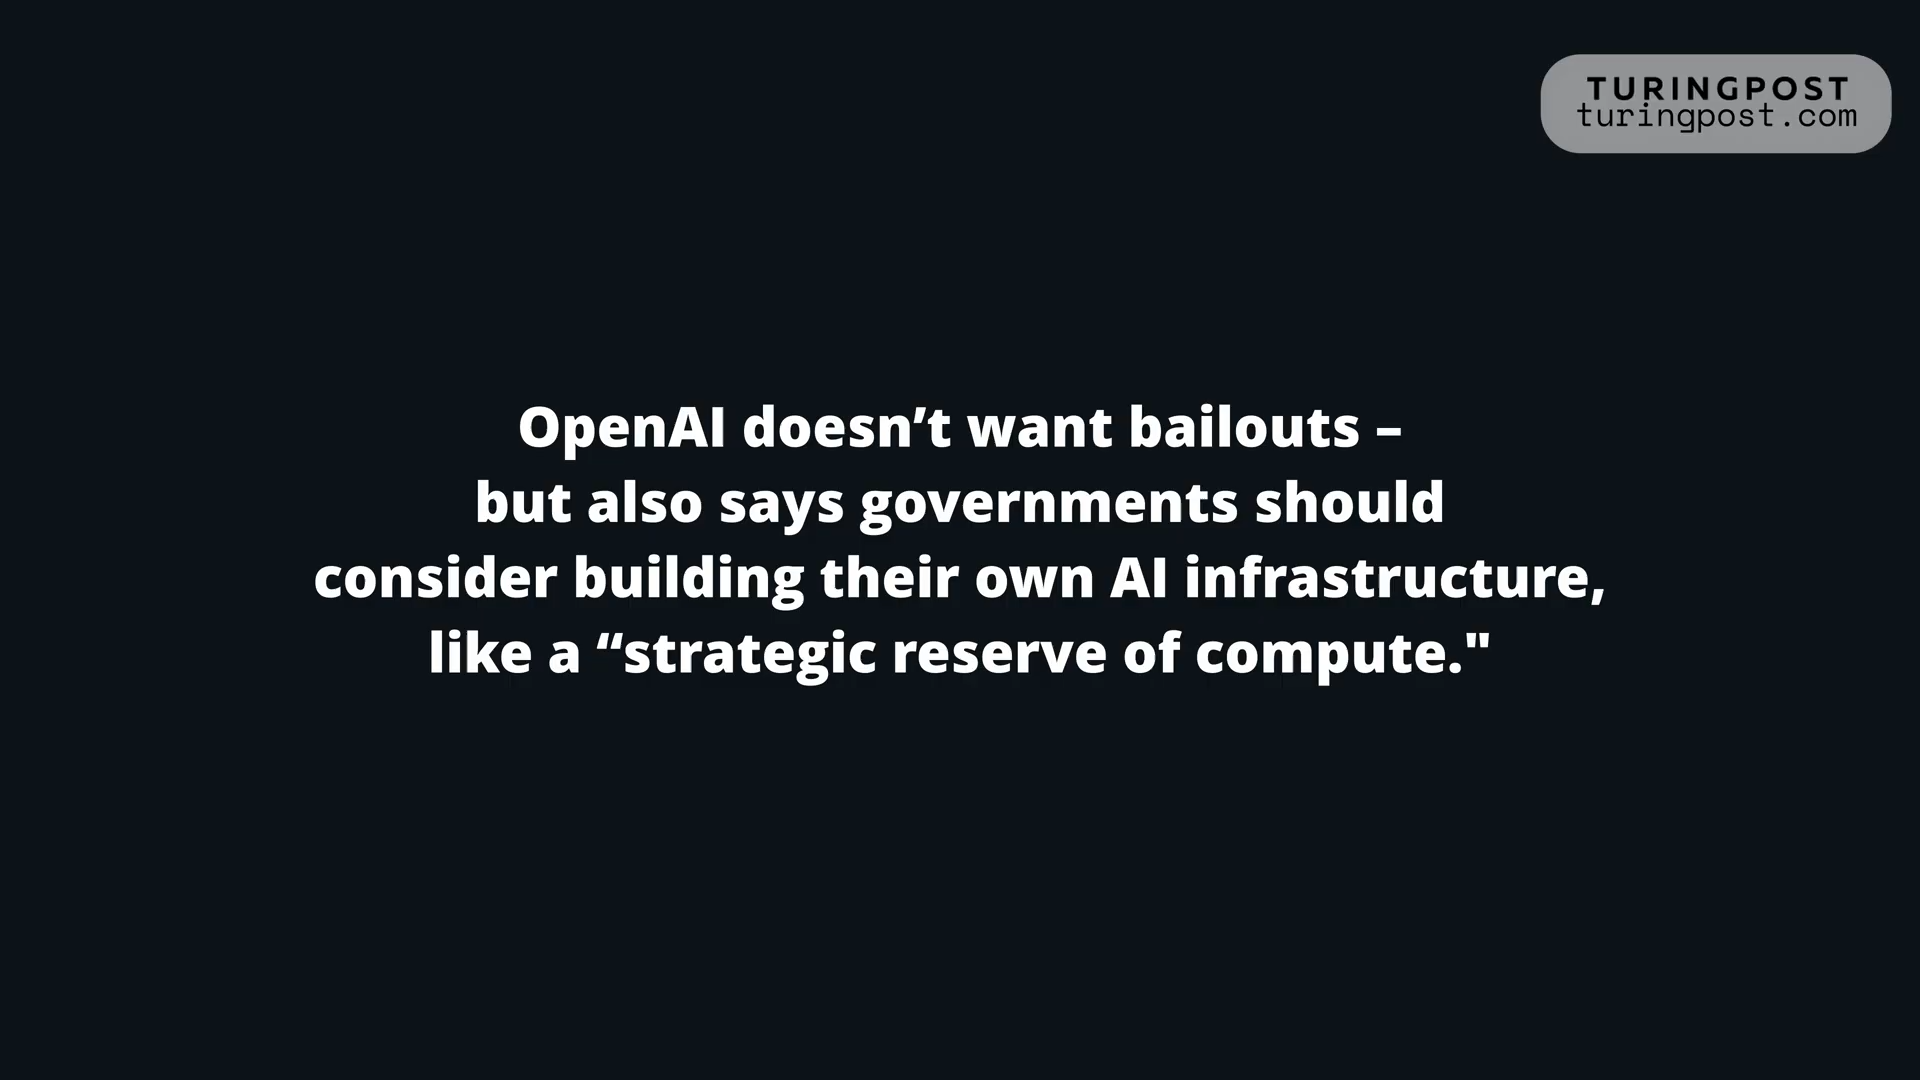 TURINGPOST
turingpost.com
OpenAI doesn’t want bailouts –
but also says governments should
consider building their own AI infrastructure,
like a “strategic reserve of compute."